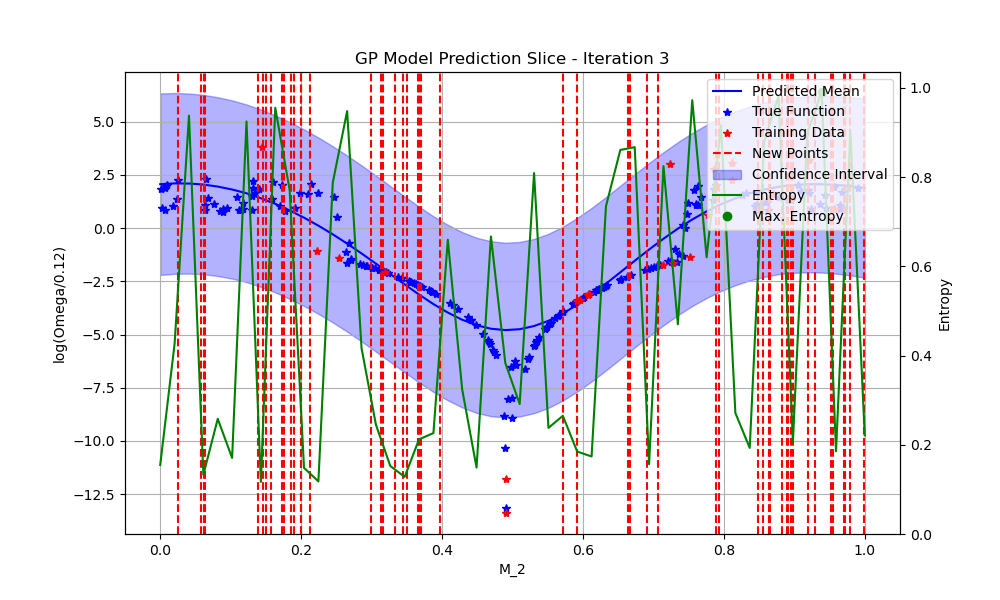 GP Model Prediction Slice - Iteration 3
log(Omega/0.12)
5.0
2.5
0.0
−2.5
−5.0
−7.5
−10.0
−12.5
Predicted Mean
True Function
Training Data
New Points
Confidence Interval
Entropy
Max. Entropy
1.0
0.8
0.6
0.4
0.2
0.0
Entropy
0.0 0.2 0.4 0.6 0.8 1.0
M_2